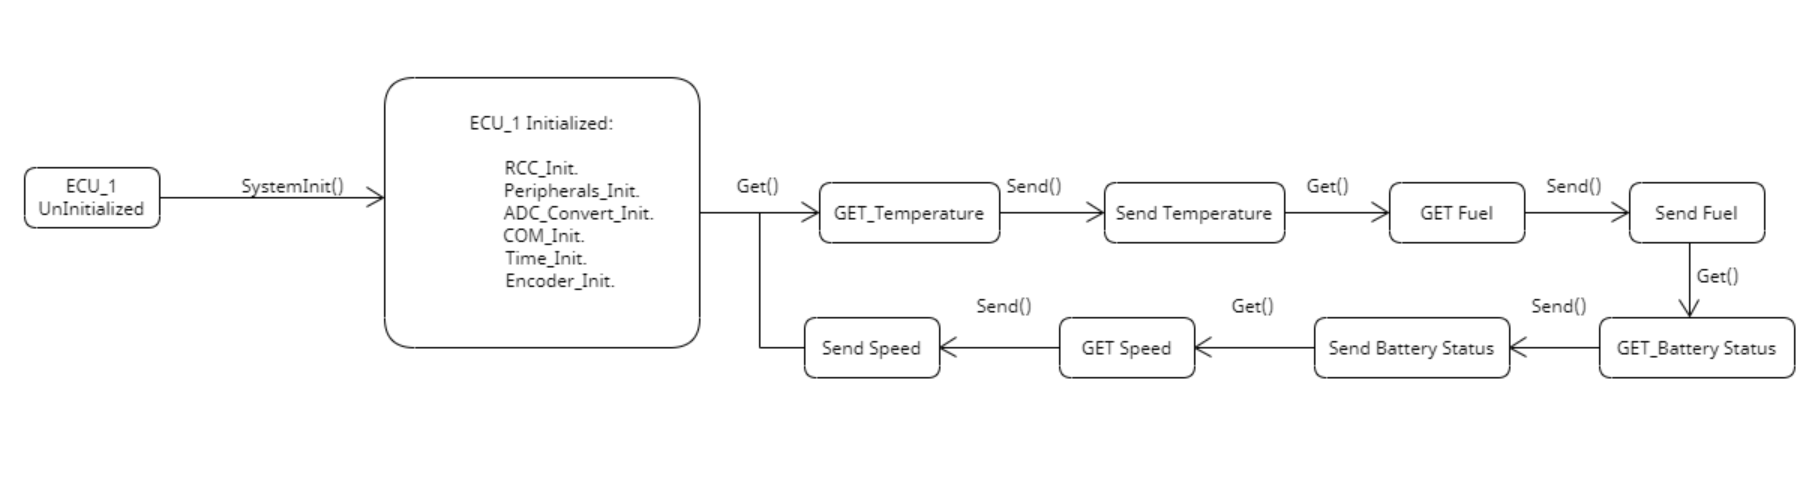 ECU_1
UnInitialized
SystemInit()
ECU_1 Initialized:
RCC_Init.
Peripherals_Init.
ADC_Convert_Init.
COM_Init.
Time_Init.
Encoder_Init.
Get()
GET_Temperature
Send()
Send Temperature
Get()
GET Fuel
Send()
Send Fuel
Get()
GET_Battery Status
Send()
Send Battery Status
Get()
GET Speed
Send()
Send Speed